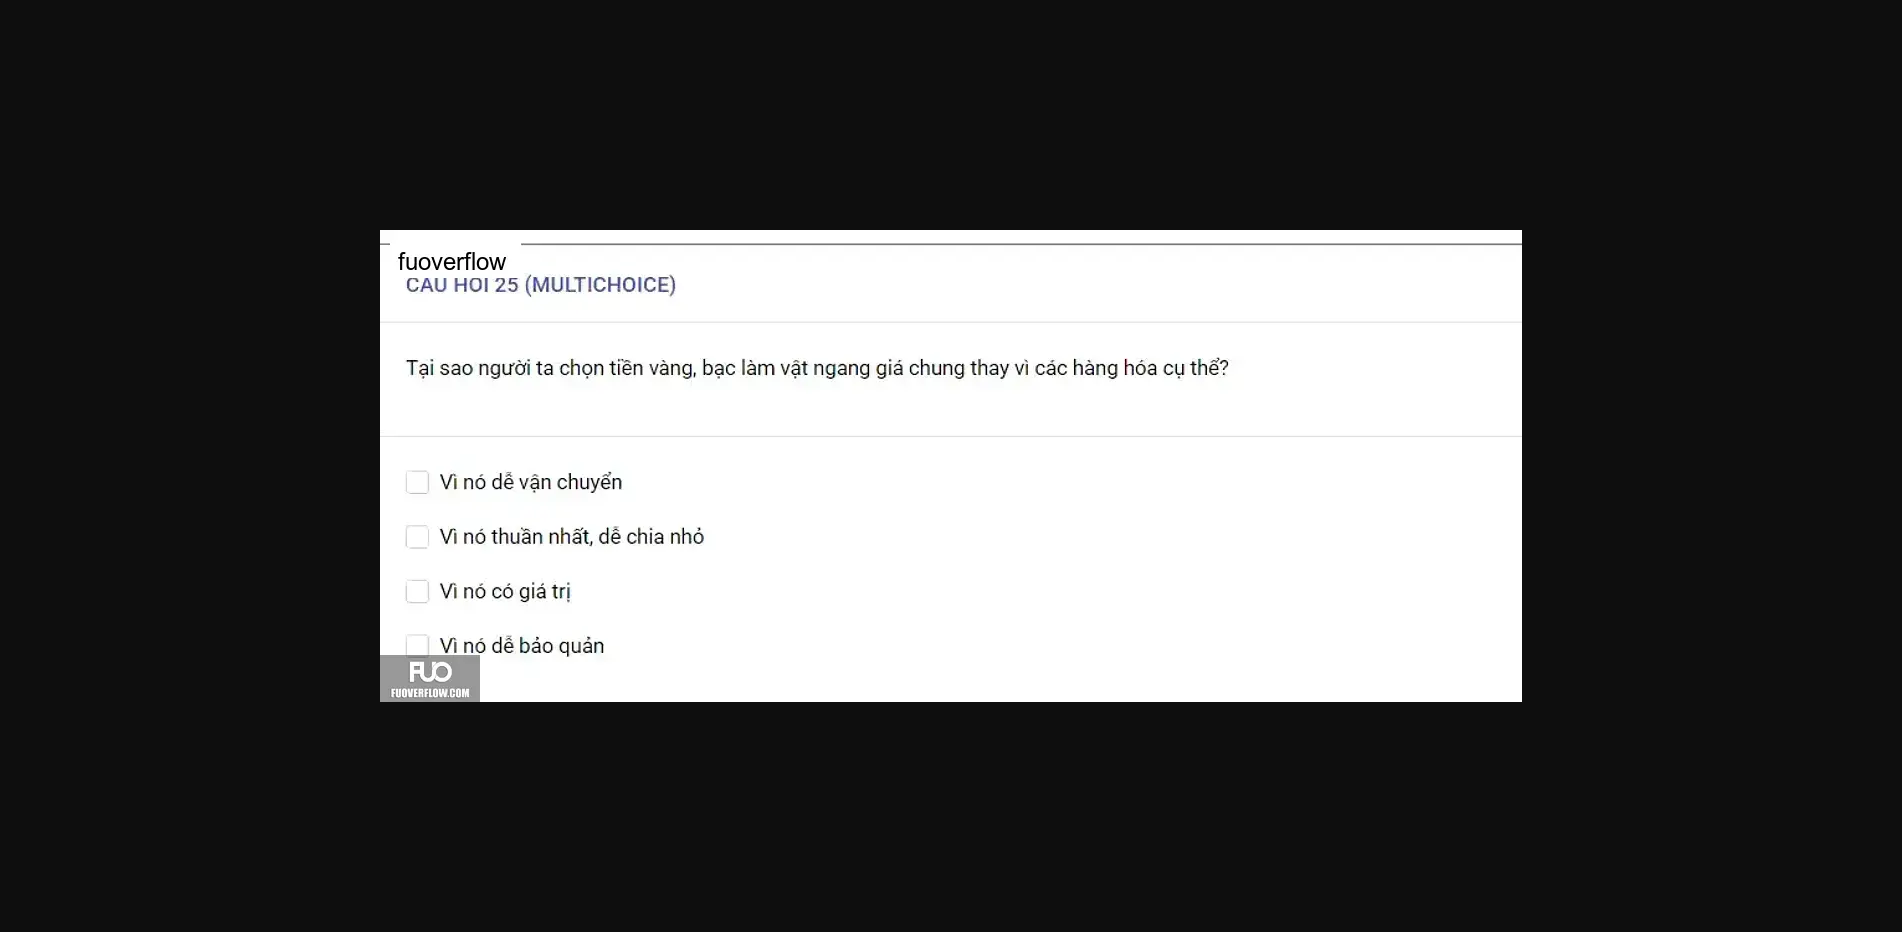 fuoverflow
CÂU HỎI 25 (MULTICHOICE)
Tại sao người ta chọn tiền vàng, bạc làm vật ngang giá chung thay vì các hàng hóa cụ thể?
Vì nó dễ vận chuyển
Vì nó thuần nhất, dễ chia nhỏ
Vì nó có giá trị
Vì nó dễ bảo quản
FUO
FUOVERFLOW.COM